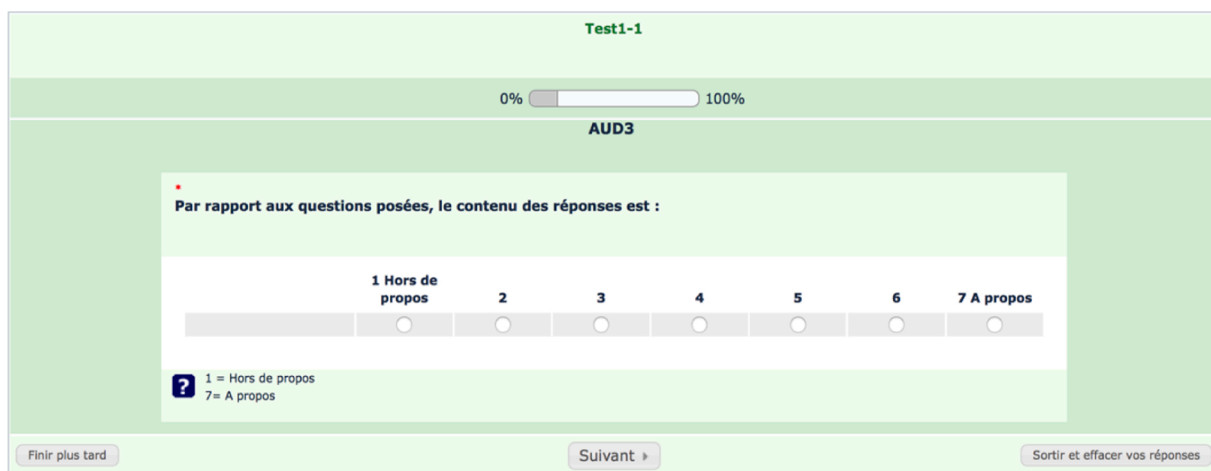 Test1-1
0% 100%
AUD3
*
Par rapport aux questions posées, le contenu des réponses est :
1 Hors de
propos 2 3 4 5 6 7 A propos
? 1 = Hors de propos
7= A propos
Finir plus tard Suivant Sortir et effacer vos réponses